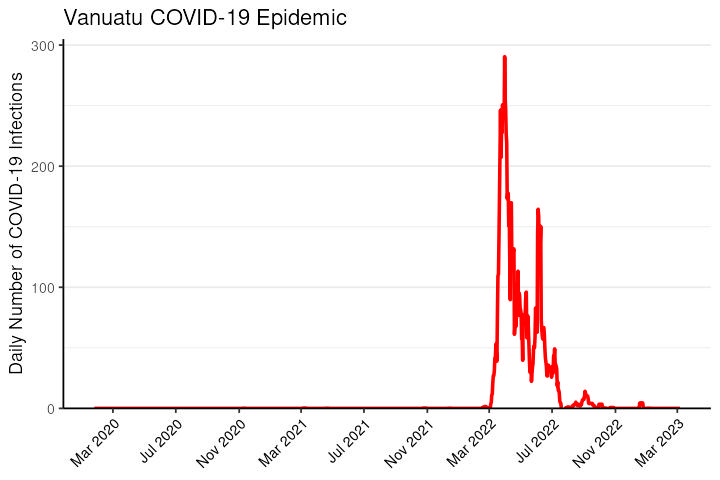 Vanuatu COVID-19 Epidemic
Daily Number of COVID-19 Infections
300
200
100
0
Mar 2020
Jul 2020
Nov 2020
Mar 2021
Jul 2021
Nov 2021
Mar 2022
Jul 2022
Nov 2022
Mar 2023